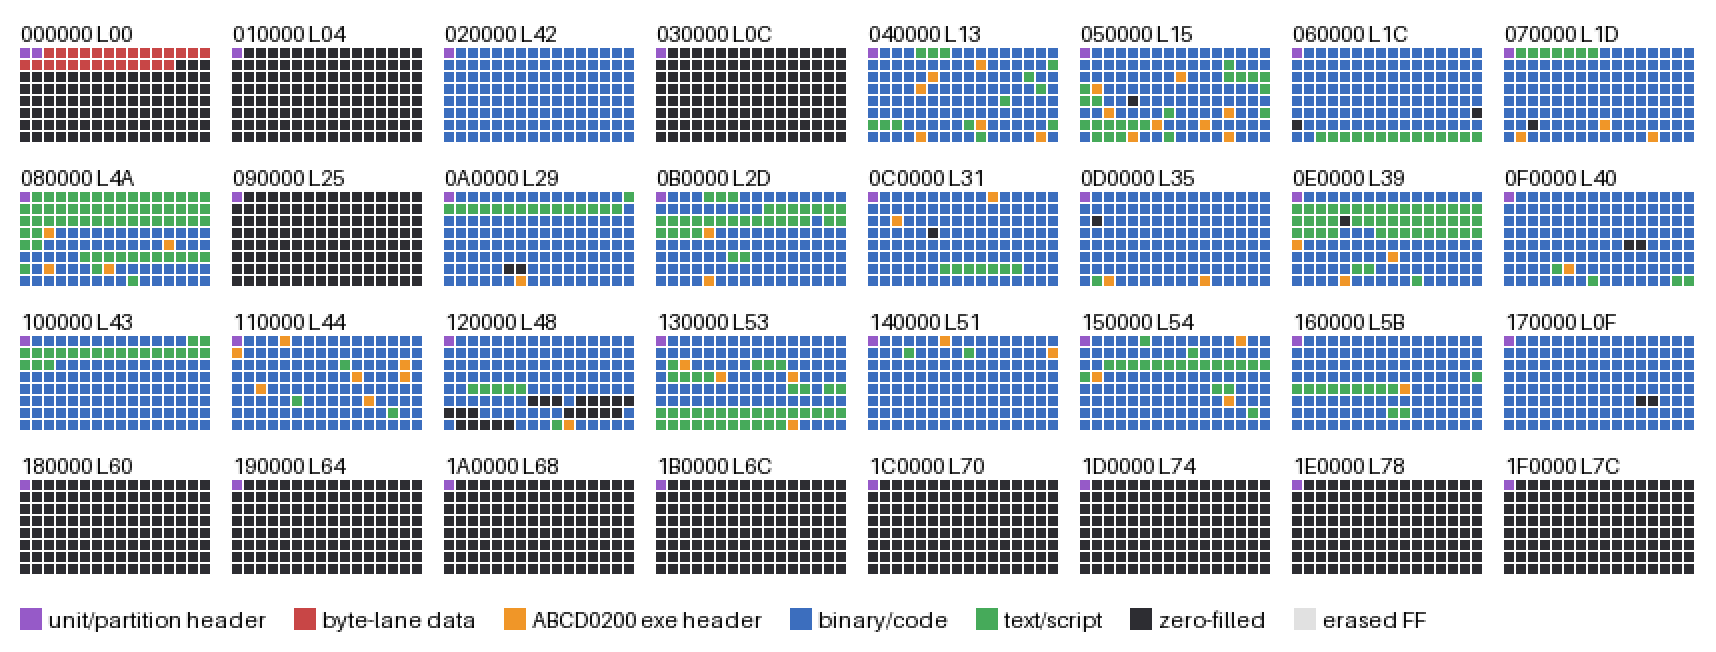 000000 L00 010000 L04 020000 L42 030000 L0C 040000 L13 050000 L15 060000 L1C 070000 L1D
080000 L4A 090000 L25 0A0000 L29 0B0000 L2D 0C0000 L31 0D0000 L35 0E0000 L39 0F0000 L40
100000 L43 110000 L44 120000 L48 130000 L53 140000 L51 150000 L54 160000 L5B 170000 L0F
180000 L60 190000 L64 1A0000 L68 1B0000 L6C 1C0000 L70 1D0000 L74 1E0000 L78 1F0000 L7C
unit/partition header byte-lane data ABCD0200 exe header binary/code text/script zero-filled erased FF